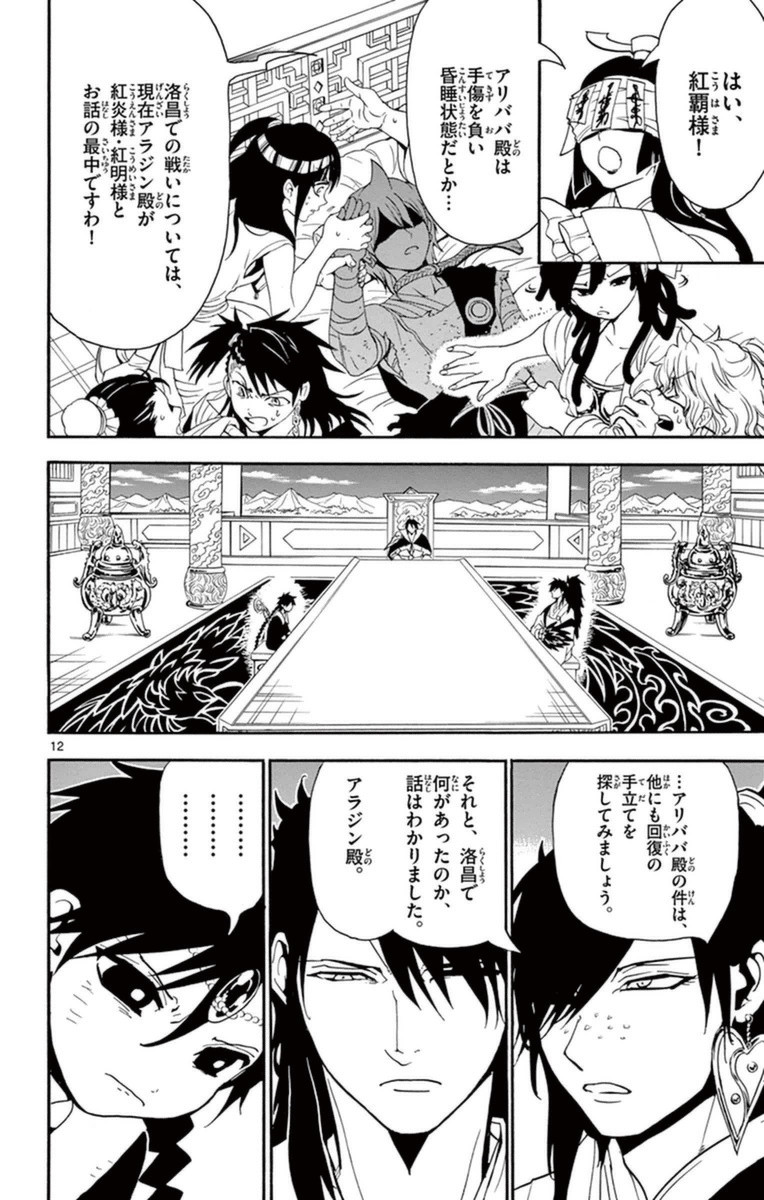 はい、
紅覇様！
アリババ殿は
手傷を負い
昏睡状態だとか…
洛昌での戦いについては、
現在アラジン殿が
紅炎様・紅明様と
お話の最中ですわ！
12
…アリババ殿の件は、
他にも回復の
手立てを
探してみましょう。
それと、洛昌で
何があったのか、
話はわかりました。
アラジン殿。
………
………